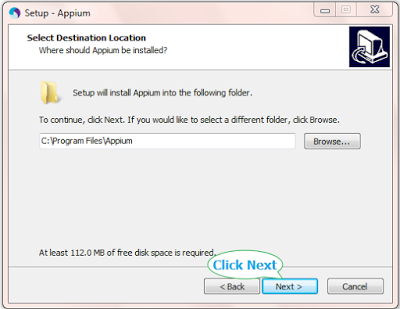 Setup - Appium
Select Destination Location
Where should Appium be installed?
Setup will install Appium into the following folder.
To continue, click Next. If you would like to select a different folder, click Browse.
C:\Program Files\Appium
Browse...
At least 112.0 MB of free disk space is required.
Click Next
< Back
Next >
Cancel